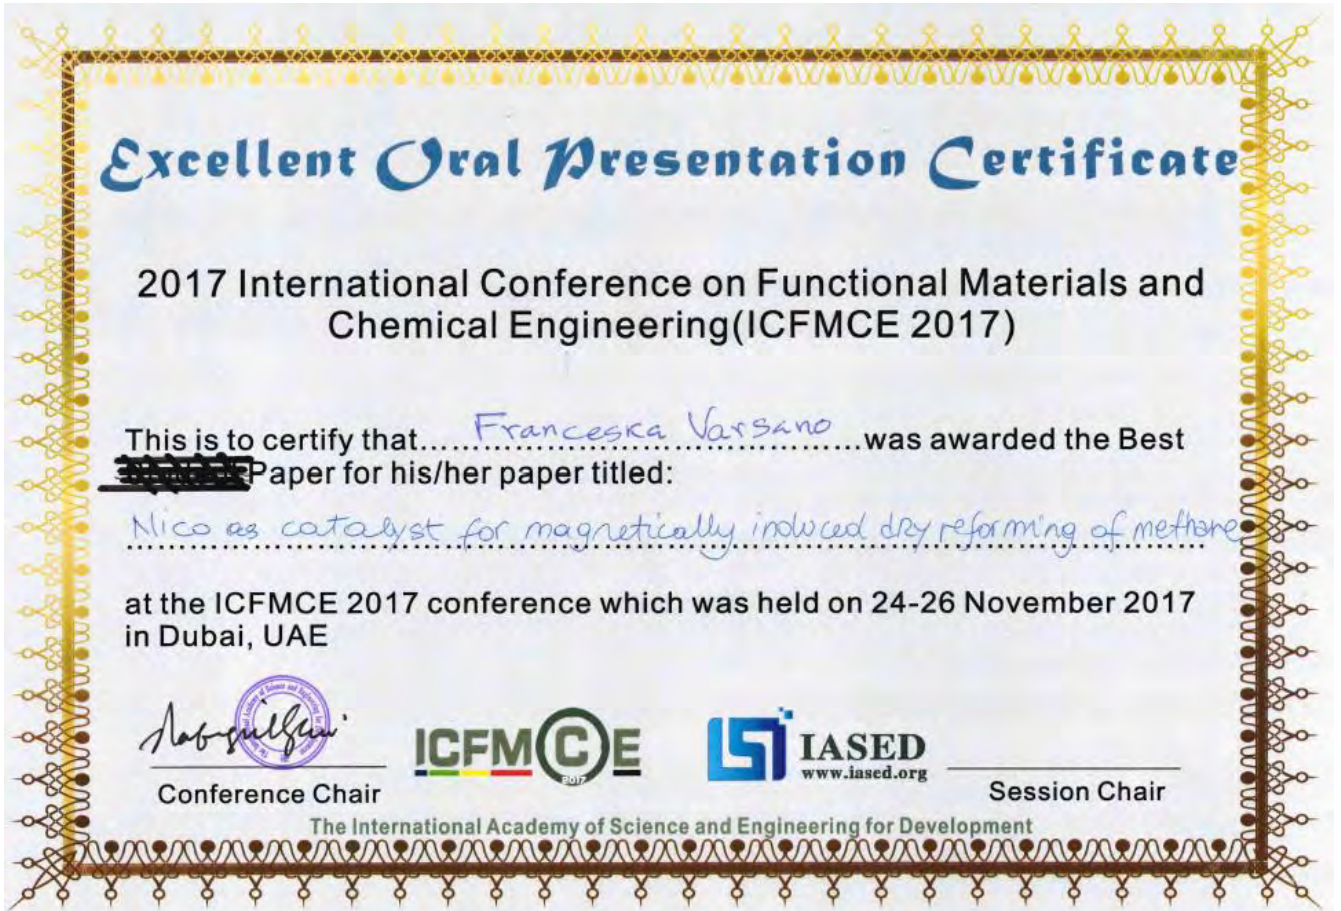 Excellent Oral Presentation Certificate
2017 International Conference on Functional Materials and
Chemical Engineering(ICFMCE 2017)
This is to certify that......Franceska Varsano......was awarded the Best
Paper for his/her paper titled:
Nico as catalyst for magnetically induced dry reforming of methane
at the ICFMCE 2017 conference which was held on 24-26 November 2017
in Dubai, UAE
ICFMCE
2017
IASED
www.iased.org
Conference Chair
Session Chair
The International Academy of Science and Engineering for Development